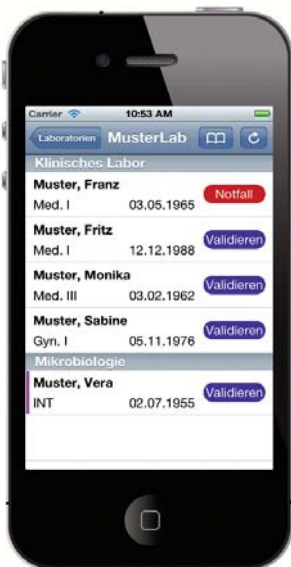 Carrier 10:53 AM
Laboratorien MusterLab
Klinisches Labor
Muster, Franz
Med. I 03.05.1965 Notfall
Muster, Fritz
Med. I 12.12.1988 Validieren
Muster, Monika
Med. III 03.02.1962 Validieren
Muster, Sabine
Gyn. I 05.11.1976 Validieren
Mikrobiologie
Muster, Vera
INT 02.07.1955 Validieren